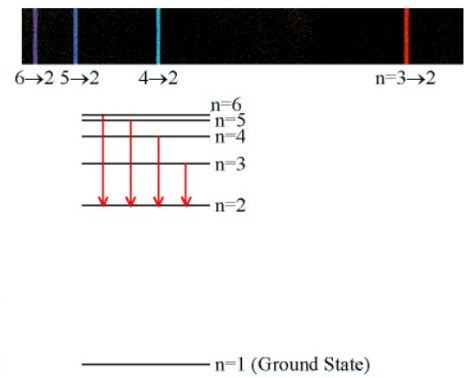 6→2 5→2 4→2 n=3→2
n=6
n=5
n=4
n=3
n=2
n=1 (Ground State)